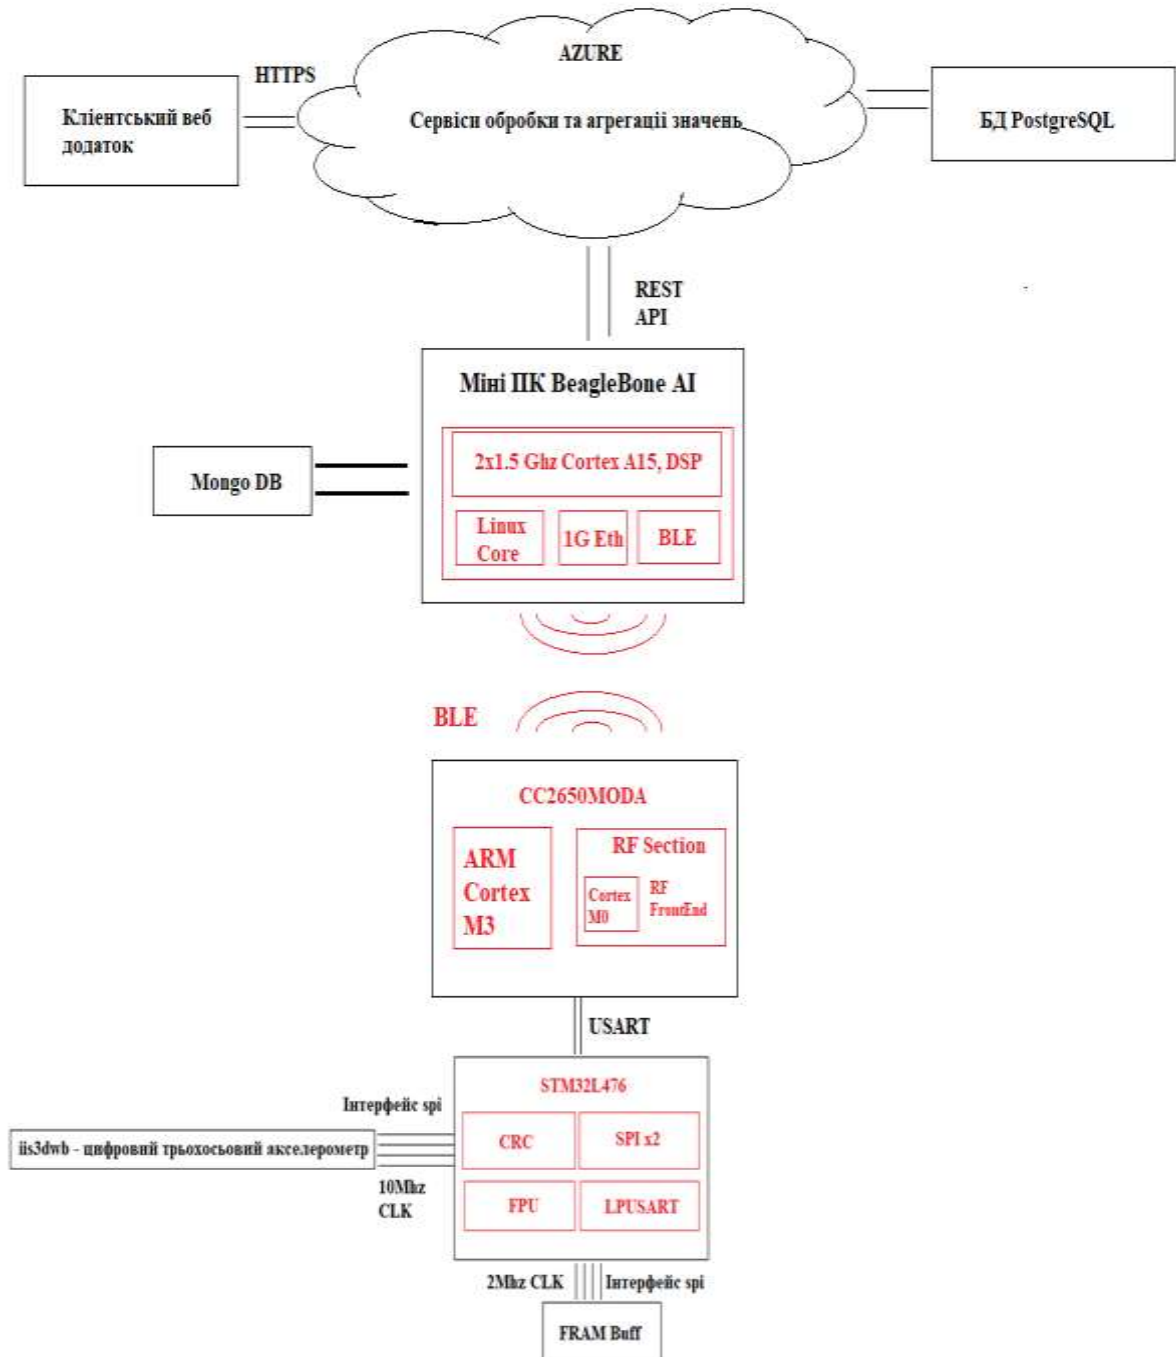 AZURE
HTTPS
Кліентський веб
додаток
Сервіси обробки та агрегаціі значень
БД PostgreSQL
REST
API
Міні ПК BeagleBone AI
2x1.5 Ghz Cortex A15, DSP
Linux
Core
1G Eth
BLE
Mongo DB
BLE
CC2650MODA
ARM
Cortex
M3
RF Section
Cortex
M0
RF
FrontEnd
USART
STM32L476
Інтерфейс spi
CRC
SPI x2
iis3dwb - цифровий трьохосьовий акселерометр
10Mhz
CLK
FPU
LPUSART
2Mhz CLK
Інтерфейс spi
FRAM Buff